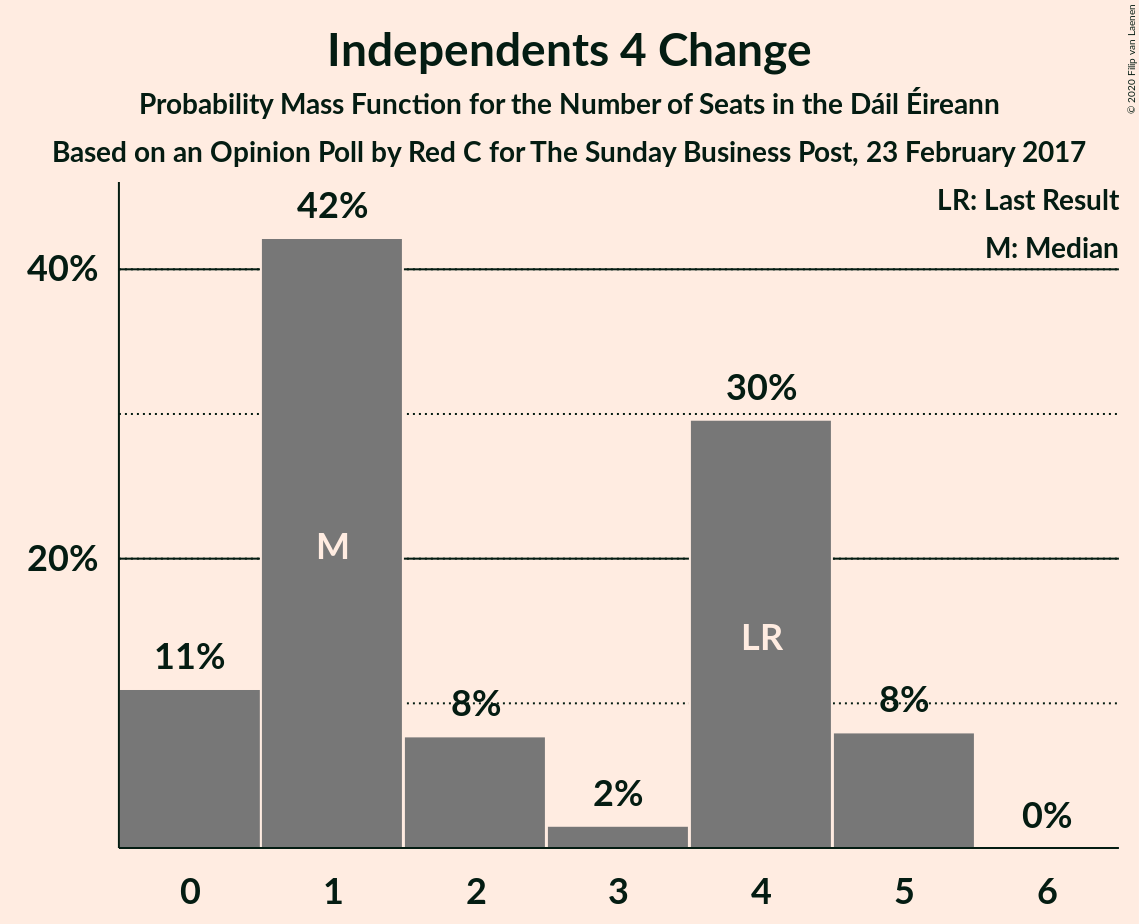 Independents 4 Change
Probability Mass Function for the Number of Seats in the Dáil Éireann
Based on an Opinion Poll by Red C for The Sunday Business Post, 23 February 2017
© 2020 Filip van Laenen
LR: Last Result
M: Median
40%
20%
11%
42%
8%
2%
30%
8%
0%
M
LR
0 1 2 3 4 5 6